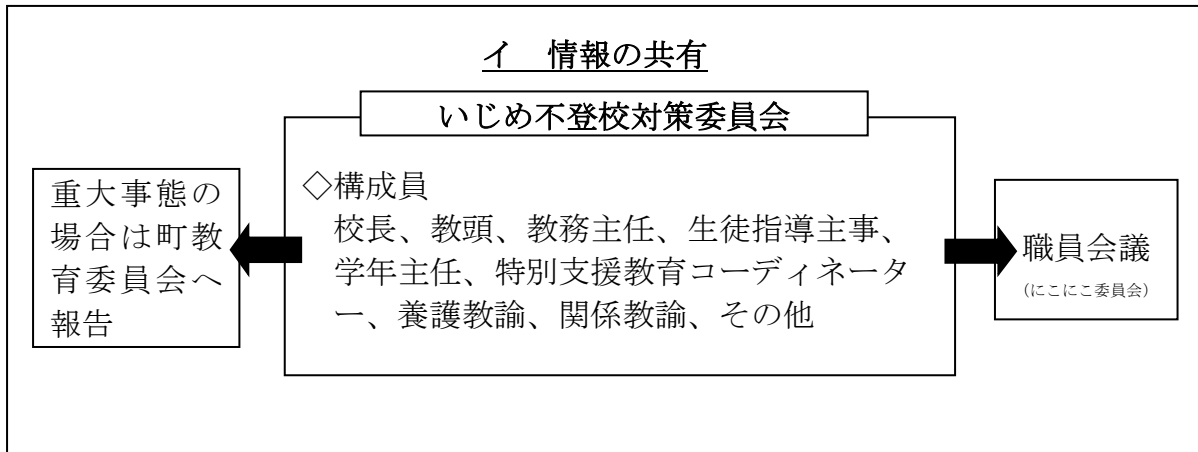 イ 情報の共有
いじめ不登校対策委員会
重大事態の
場合は町教
育委員会へ
報告
◇構成員
校長、教頭、教務主任、生徒指導主事、
学年主任、特別支援教育コーディネータ
ー、養護教諭、関係教諭、その他
職員会議
(にこにこ委員会)